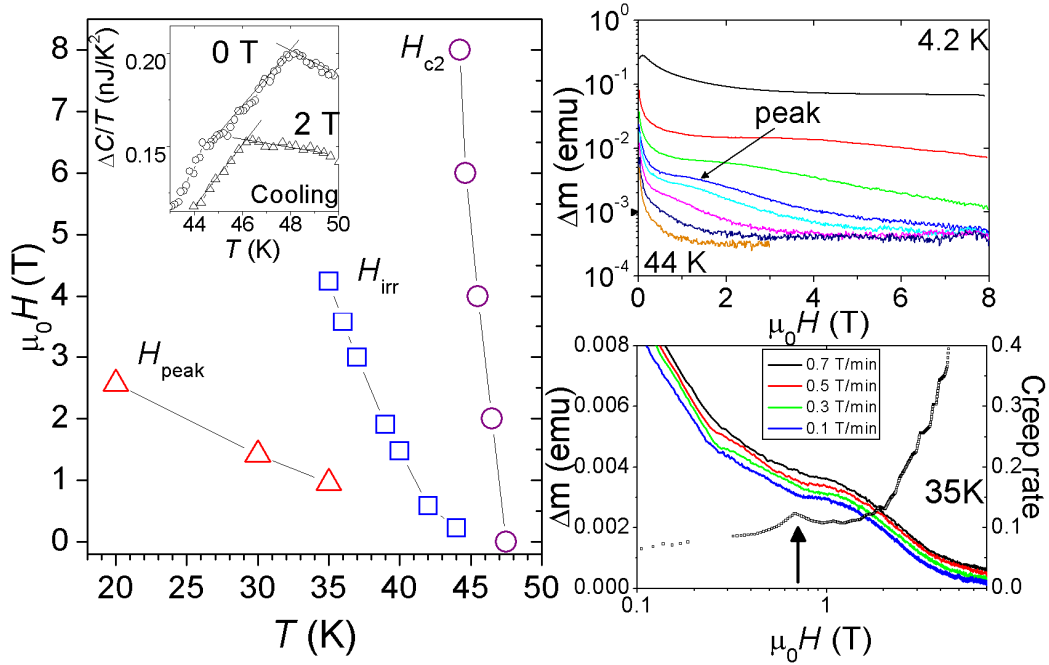 8
7
6
5
4
3
2
1
0
μ₀H (T)
20
25
30
35
40
45
50
T (K)
H_c2
H_irr
H_peak
0.20
0.15
ΔC/T (nJ/K²)
0 T
2 T
Cooling
44
46
48
50
T (K)
10⁰
10⁻¹
10⁻²
10⁻³
10⁻⁴
Δm (emu)
4.2 K
peak
44 K
0
2
4
6
8
μ₀H (T)
0.008
0.006
0.004
0.002
0.000
Δm (emu)
0.7 T/min
0.5 T/min
0.3 T/min
0.1 T/min
35K
0.4
0.3
0.2
0.1
0.0
Creep rate
0.1
1
μ₀H (T)